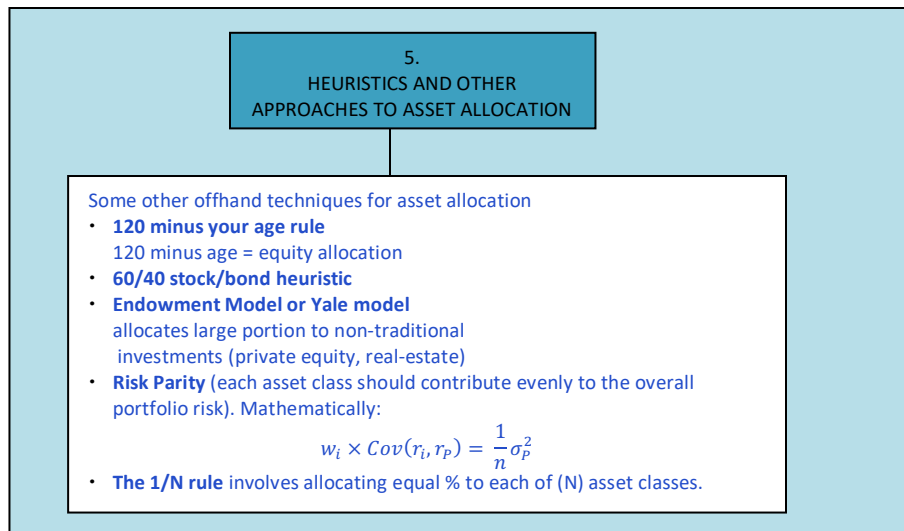 5.
HEURISTICS AND OTHER
APPROACHES TO ASSET ALLOCATION
Some other offhand techniques for asset allocation
• 120 minus your age rule
120 minus age = equity allocation
• 60/40 stock/bond heuristic
• Endowment Model or Yale model
allocates large portion to non-traditional
investments (private equity, real-estate)
• Risk Parity (each asset class should contribute evenly to the overall
portfolio risk). Mathematically:
w_i × Cov(r_i, r_P) = \frac{1}{n} σ_P^2
• The 1/N rule involves allocating equal % to each of (N) asset classes.